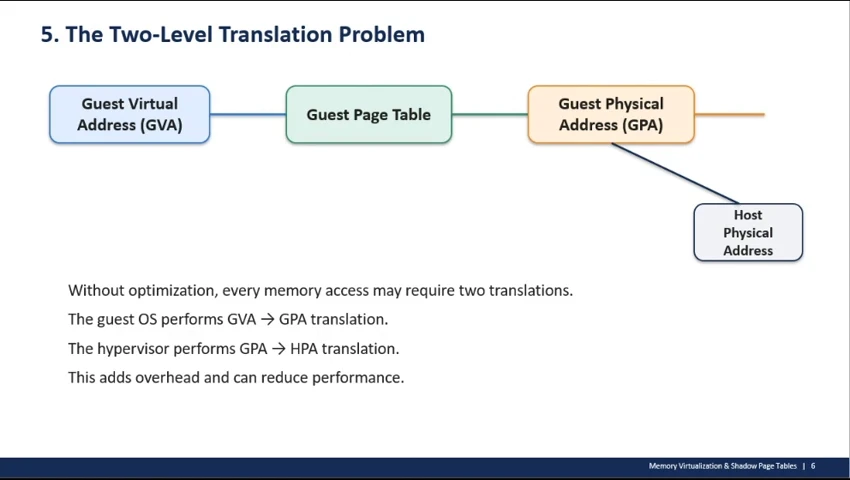 5. The Two-Level Translation Problem
Guest Virtual
Address (GVA)
Guest Page Table
Guest Physical
Address (GPA)
Host
Physical
Address
Without optimization, every memory access may require two translations.
The guest OS performs GVA → GPA translation.
The hypervisor performs GPA → HPA translation.
This adds overhead and can reduce performance.
Memory Virtualization & Shadow Page Tables | 6